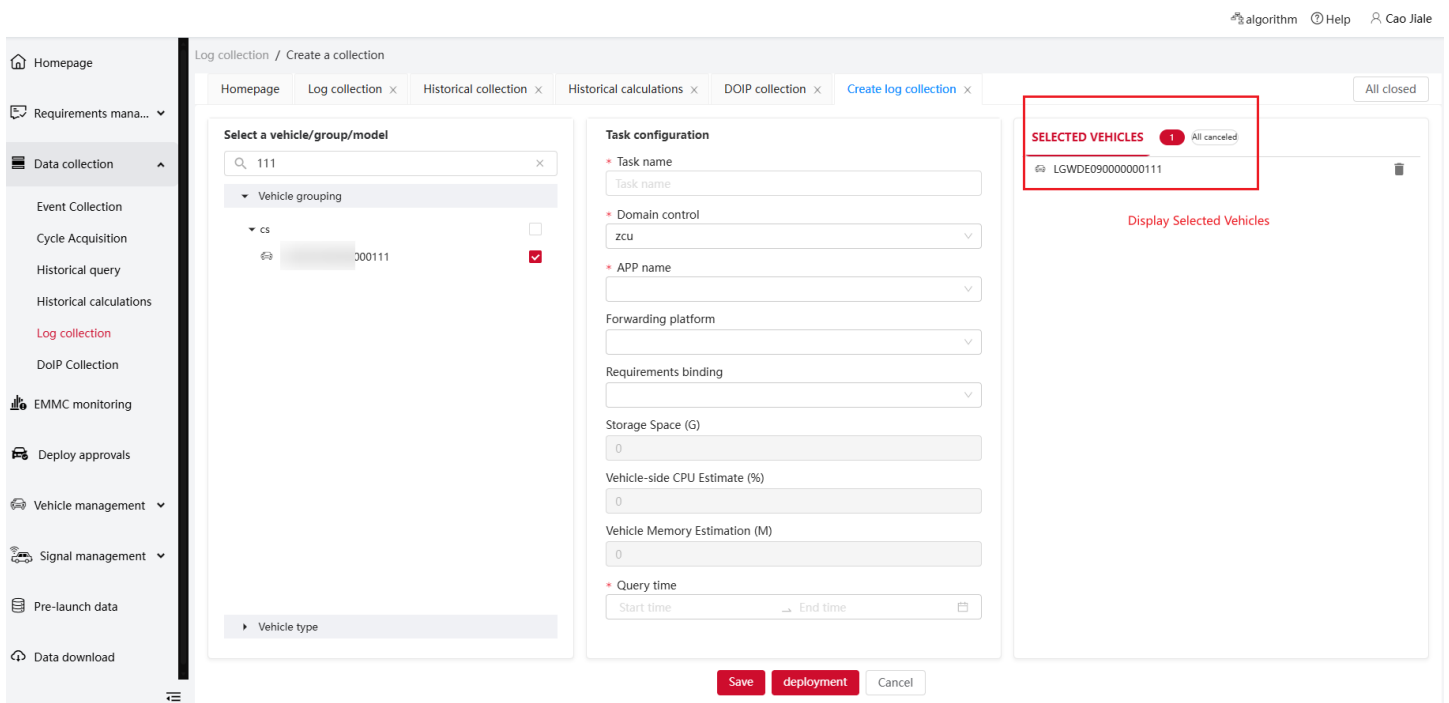 algorithm Help Cao Jiale
Homepage
Requirements mana...
Data collection
Event Collection
Cycle Acquisition
Historical query
Historical calculations
Log collection
DoIP Collection
EMMC monitoring
Deploy approvals
Vehicle management
Signal management
Pre-launch data
Data download
Log collection / Create a collection
Homepage Log collection × Historical collection × Historical calculations × DOIP collection × Create log collection × All closed
Select a vehicle/group/model
111 ×
Vehicle grouping
cs
000111
Vehicle type
Task configuration
* Task name
Task name
* Domain control
zcu
* APP name
Forwarding platform
Requirements binding
Storage Space (G)
0
Vehicle-side CPU Estimate (%)
0
Vehicle Memory Estimation (M)
0
* Query time
Start time → End time
SELECTED VEHICLES 1 All canceled
LGWDE090000000111
Display Selected Vehicles
Save deployment Cancel